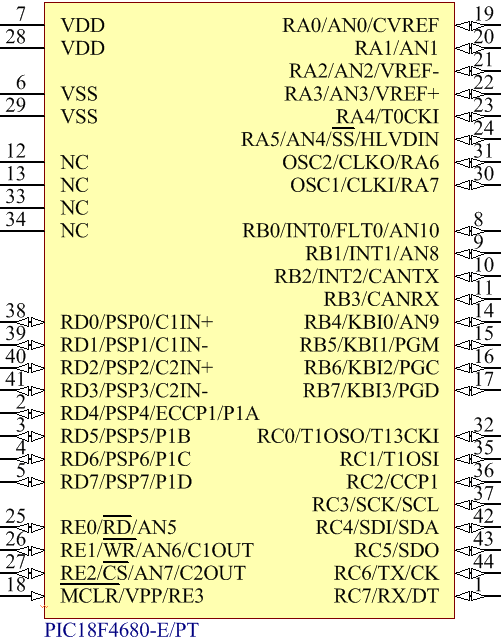 7 VDD RA0/AN0/CVREF 19
28 VDD RA1/AN1 20
RA2/AN2/VREF- 21
6 VSS RA3/AN3/VREF+ 22
29 VSS RA4/T0CKI 23
RA5/AN4/SS/HLVDIN 24
12 NC OSC2/CLKO/RA6 31
13 NC OSC1/CLKI/RA7 30
33 NC
34 NC RB0/INT0/FLT0/AN10 8
RB1/INT1/AN8 9
RB2/INT2/CANTX 10
RB3/CANRX 11
38 RD0/PSP0/C1IN+ RB4/KBI0/AN9 14
39 RD1/PSP1/C1IN- RB5/KBI1/PGM 15
40 RD2/PSP2/C2IN+ RB6/KBI2/PGC 16
41 RD3/PSP3/C2IN- RB7/KBI3/PGD 17
2 RD4/PSP4/ECCP1/P1A
3 RD5/PSP5/P1B RC0/T1OSO/T13CKI 32
4 RD6/PSP6/P1C RC1/T1OSI 35
5 RD7/PSP7/P1D RC2/CCP1 36
RC3/SCK/SCL 37
25 RE0/RD/AN5 RC4/SDI/SDA 42
26 RE1/WR/AN6/C1OUT RC5/SDO 43
27 RE2/CS/AN7/C2OUT RC6/TX/CK 44
18 MCLR/VPP/RE3 RC7/RX/DT 1
PIC18F4680-E/PT